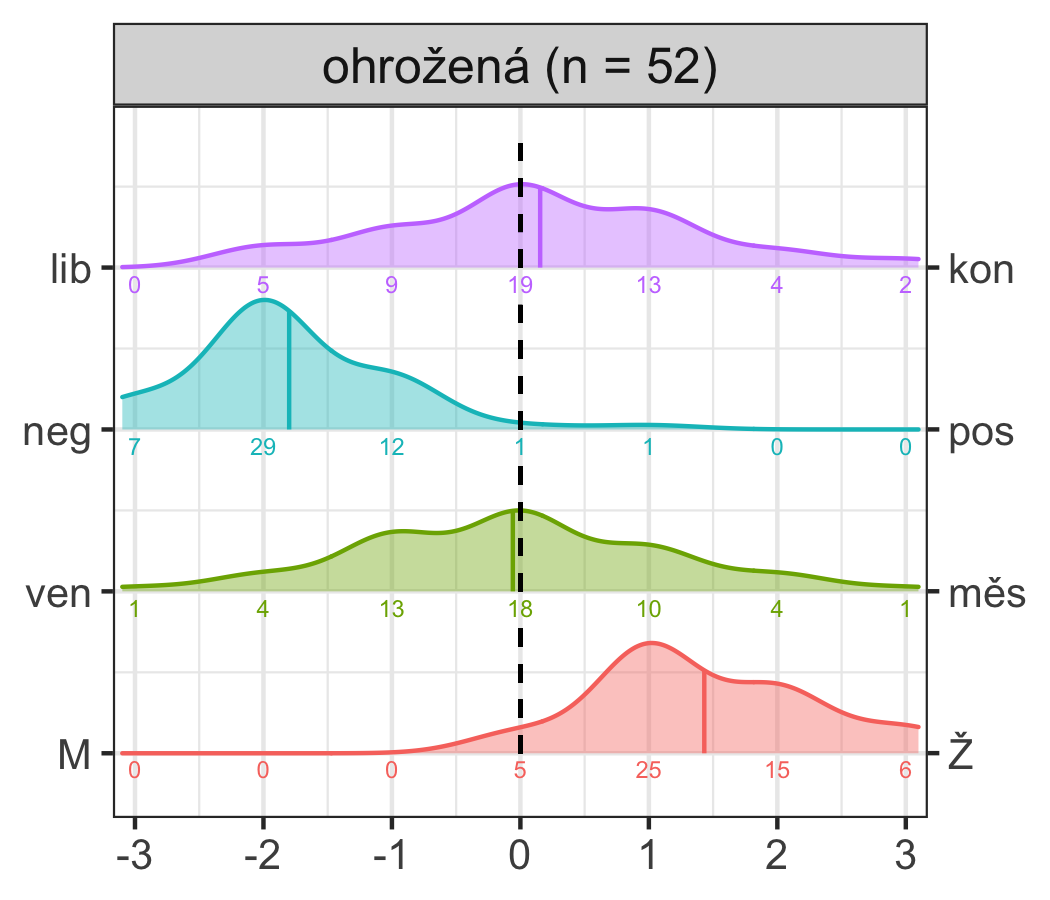 ohrožená (n = 52)
lib kon
0 5 9 19 13 4 2
neg pos
7 29 12 1 1 0 0
ven měs
1 4 13 18 10 4 1
M Ž
0 0 0 5 25 15 6
-3 -2 -1 0 1 2 3